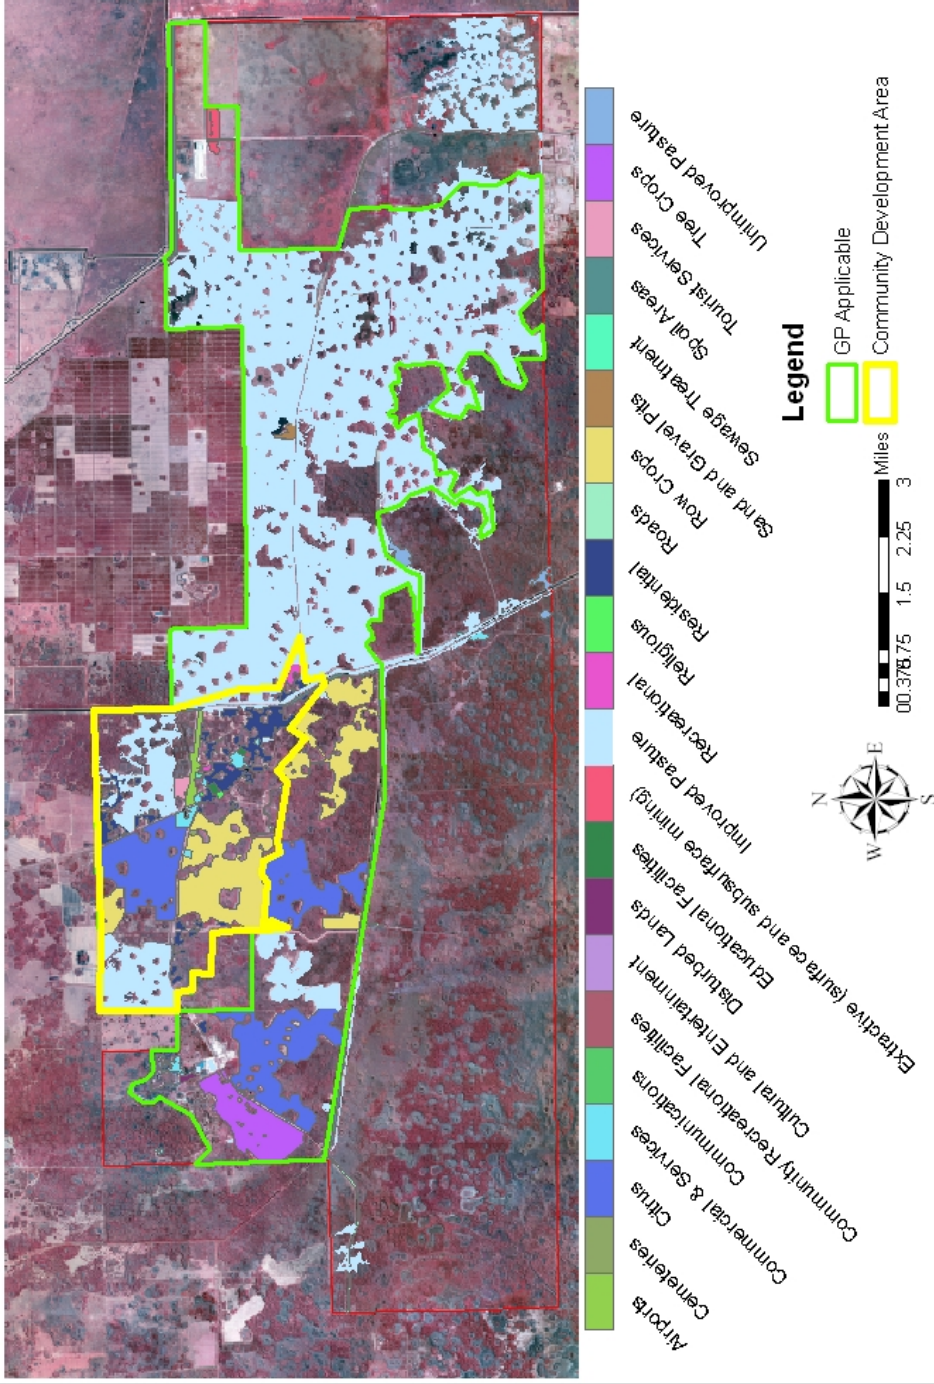 Airports
Cemeteries
Citrus
Commercial & Services
Communications
Community Recreational Facilities
Cultural and Entertainment
Disturbed Lands
Educational Facilities
Extractive (surface and subsurface mining)
Improved Pasture
Recreational
Religious
Residential
Roads
Row Crops
Sand and Gravel Pits
Sewage Treatment
Spoil Areas
Tourist Services
Tree Crops
Unimproved Pasture
Legend
GP Applicable
Community Development Area
00.375.75 1.5 2.25 3
Miles
N
E
S
W